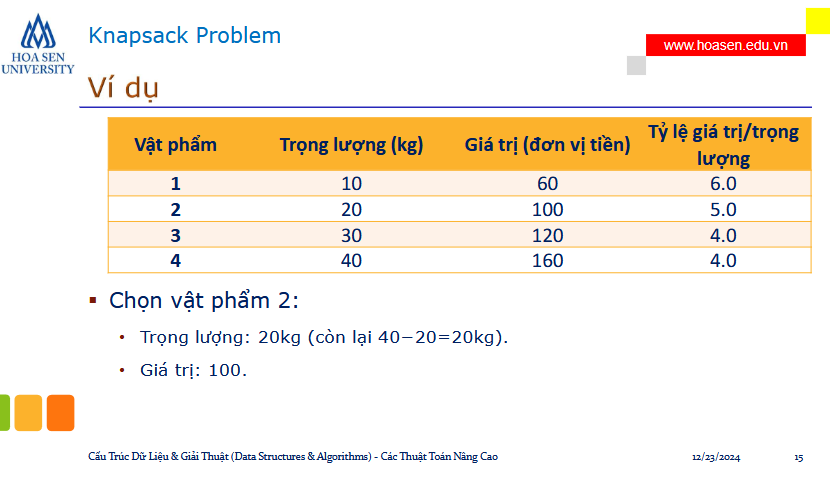 HOA SEN
UNIVERSITY
Knapsack Problem
www.hoasen.edu.vn
Ví dụ
Vật phẩm Trọng lượng (kg) Giá trị (đơn vị tiền) Tỷ lệ giá trị/trọng lượng
1 10 60 6.0
2 20 100 5.0
3 30 120 4.0
4 40 160 4.0
▪ Chọn vật phẩm 2:
• Trọng lượng: 20kg (còn lại 40−20=20kg).
• Giá trị: 100.
Cấu Trúc Dữ Liệu & Giải Thuật (Data Structures & Algorithms) - Các Thuật Toán Nâng Cao 12/23/2024 15